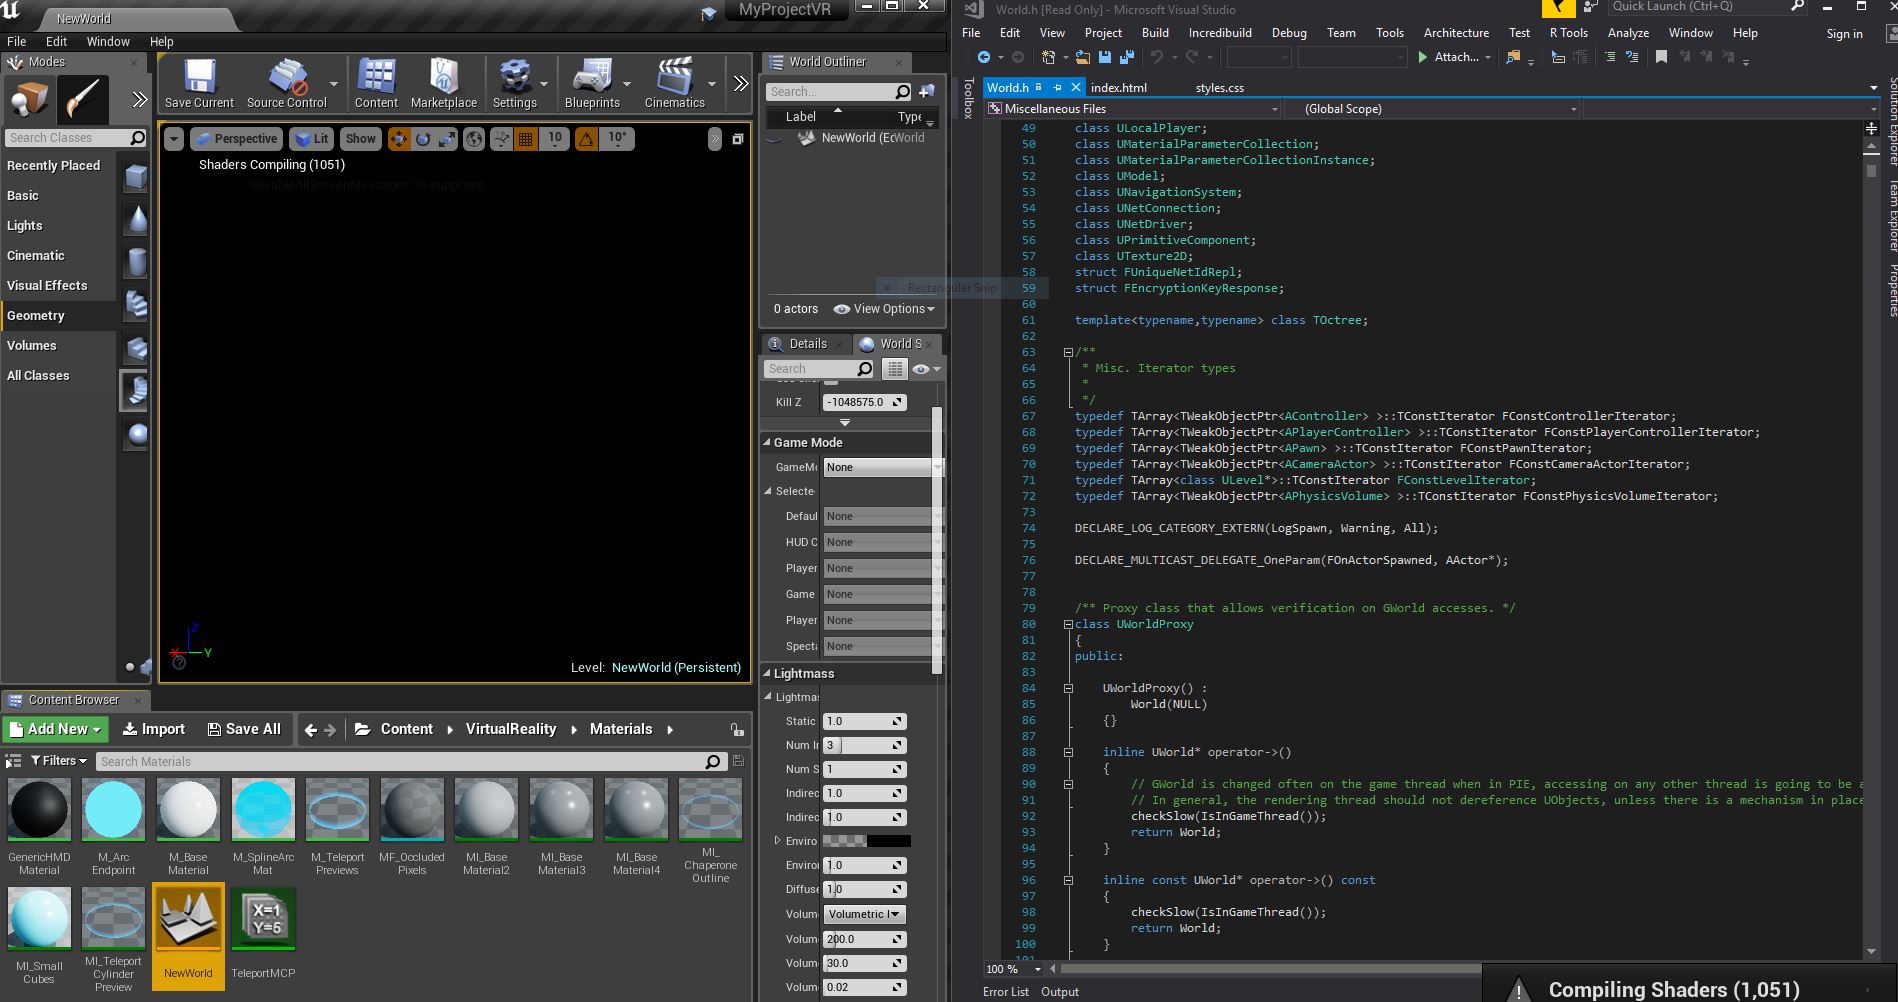 NewWorld
MyProjectVR
File Edit Window Help
Modes
Search Classes
Recently Placed
Basic
Lights
Cinematic
Visual Effects
Geometry
Volumes
All Classes
Save Current Source Control Content Marketplace Settings Blueprints Cinematics
Perspective Lit Show 10 10°
Shaders Compiling (1051)
'DisableAllScreenMessages' to suppress
Z
X Y
Level: NewWorld (Persistent)
World Outliner
Search...
Label Type
NewWorld (Ed World
Rectangular Snip
0 actors View Options
Details World S
Search
Kill Z -1048575.0
Game Mode
GameMo None
Selected
Defaul None
HUD C None
Player None
Game None
Player None
Specta None
Lightmass
Lightmas
Static 1.0
Num Ir 3
Num S 1
Indirec 1.0
Indirec 1.0
Enviro
Enviror 1.0
Diffuse 1.0
Volum Volumetric l
Volum 200.0
Volum 30.0
Volum 0.02
Content Browser
Add New Import Save All Content VirtualReality Materials
Filters Search Materials
GenericHMD Material
M_Arc Endpoint
M_Base Material
M_SplineArc Mat
M_Teleport Previews
MF_Occluded Pixels
MI_Base Material2
MI_Base Material3
MI_Base Material4
MI_ Chaperone Outline
MI_Small Cubes
MI_Teleport Cylinder Preview
NewWorld
X=1 Y=5
TeleportMCP
World.h [Read Only] - Microsoft Visual Studio
Quick Launch (Ctrl+Q)
File Edit View Project Build Incredibuild Debug Team Tools Architecture Test R Tools Analyze Window Help Sign in
Attach...
Toolbox
World.h index.html styles.css
Miscellaneous Files (Global Scope)
Solution Explorer
Team Explorer
Properties
49 class ULocalPlayer;
50 class UMaterialParameterCollection;
51 class UMaterialParameterCollectionInstance;
52 class UModel;
53 class UNavigationSystem;
54 class UNetConnection;
55 class UNetDriver;
56 class UPrimitiveComponent;
57 class UTexture2D;
58 struct FUniqueNetIdRepl;
59 struct FEncryptionKeyResponse;
60
61 template<typename,typename> class TOctree;
62
63 /**
64 * Misc. Iterator types
65 *
66 */
67 typedef TArray<TWeakObjectPtr<AController> >::TConstIterator FConstControllerIterator;
68 typedef TArray<TWeakObjectPtr<APlayerController> >::TConstIterator FConstPlayerControllerIterator;
69 typedef TArray<TWeakObjectPtr<APawn> >::TConstIterator FConstPawnIterator;
70 typedef TArray<TWeakObjectPtr<ACameraActor> >::TConstIterator FConstCameraActorIterator;
71 typedef TArray<class ULevel*>::TConstIterator FConstLevelIterator;
72 typedef TArray<TWeakObjectPtr<APhysicsVolume> >::TConstIterator FConstPhysicsVolumeIterator;
73
74 DECLARE_LOG_CATEGORY_EXTERN(LogSpawn, Warning, All);
75
76 DECLARE_MULTICAST_DELEGATE_OneParam(FOnActorSpawned, AActor*);
77
78
79 /** Proxy class that allows verification on GWorld accesses. */
80 class UWorldProxy
81 {
82 public:
83
84 UWorldProxy() :
85 World(NULL)
86 {}
87
88 inline UWorld* operator->()
89 {
90 // GWorld is changed often on the game thread when in PIE, accessing on any other thread is going to be a
91 // In general, the rendering thread should not dereference UObjects, unless there is a mechanism in place
92 checkSlow(IsInGameThread());
93 return World;
94 }
95
96 inline const UWorld* operator->() const
97 {
98 checkSlow(IsInGameThread());
99 return World;
100 }
100 %
Error List Output
Compiling Shaders (1,051)